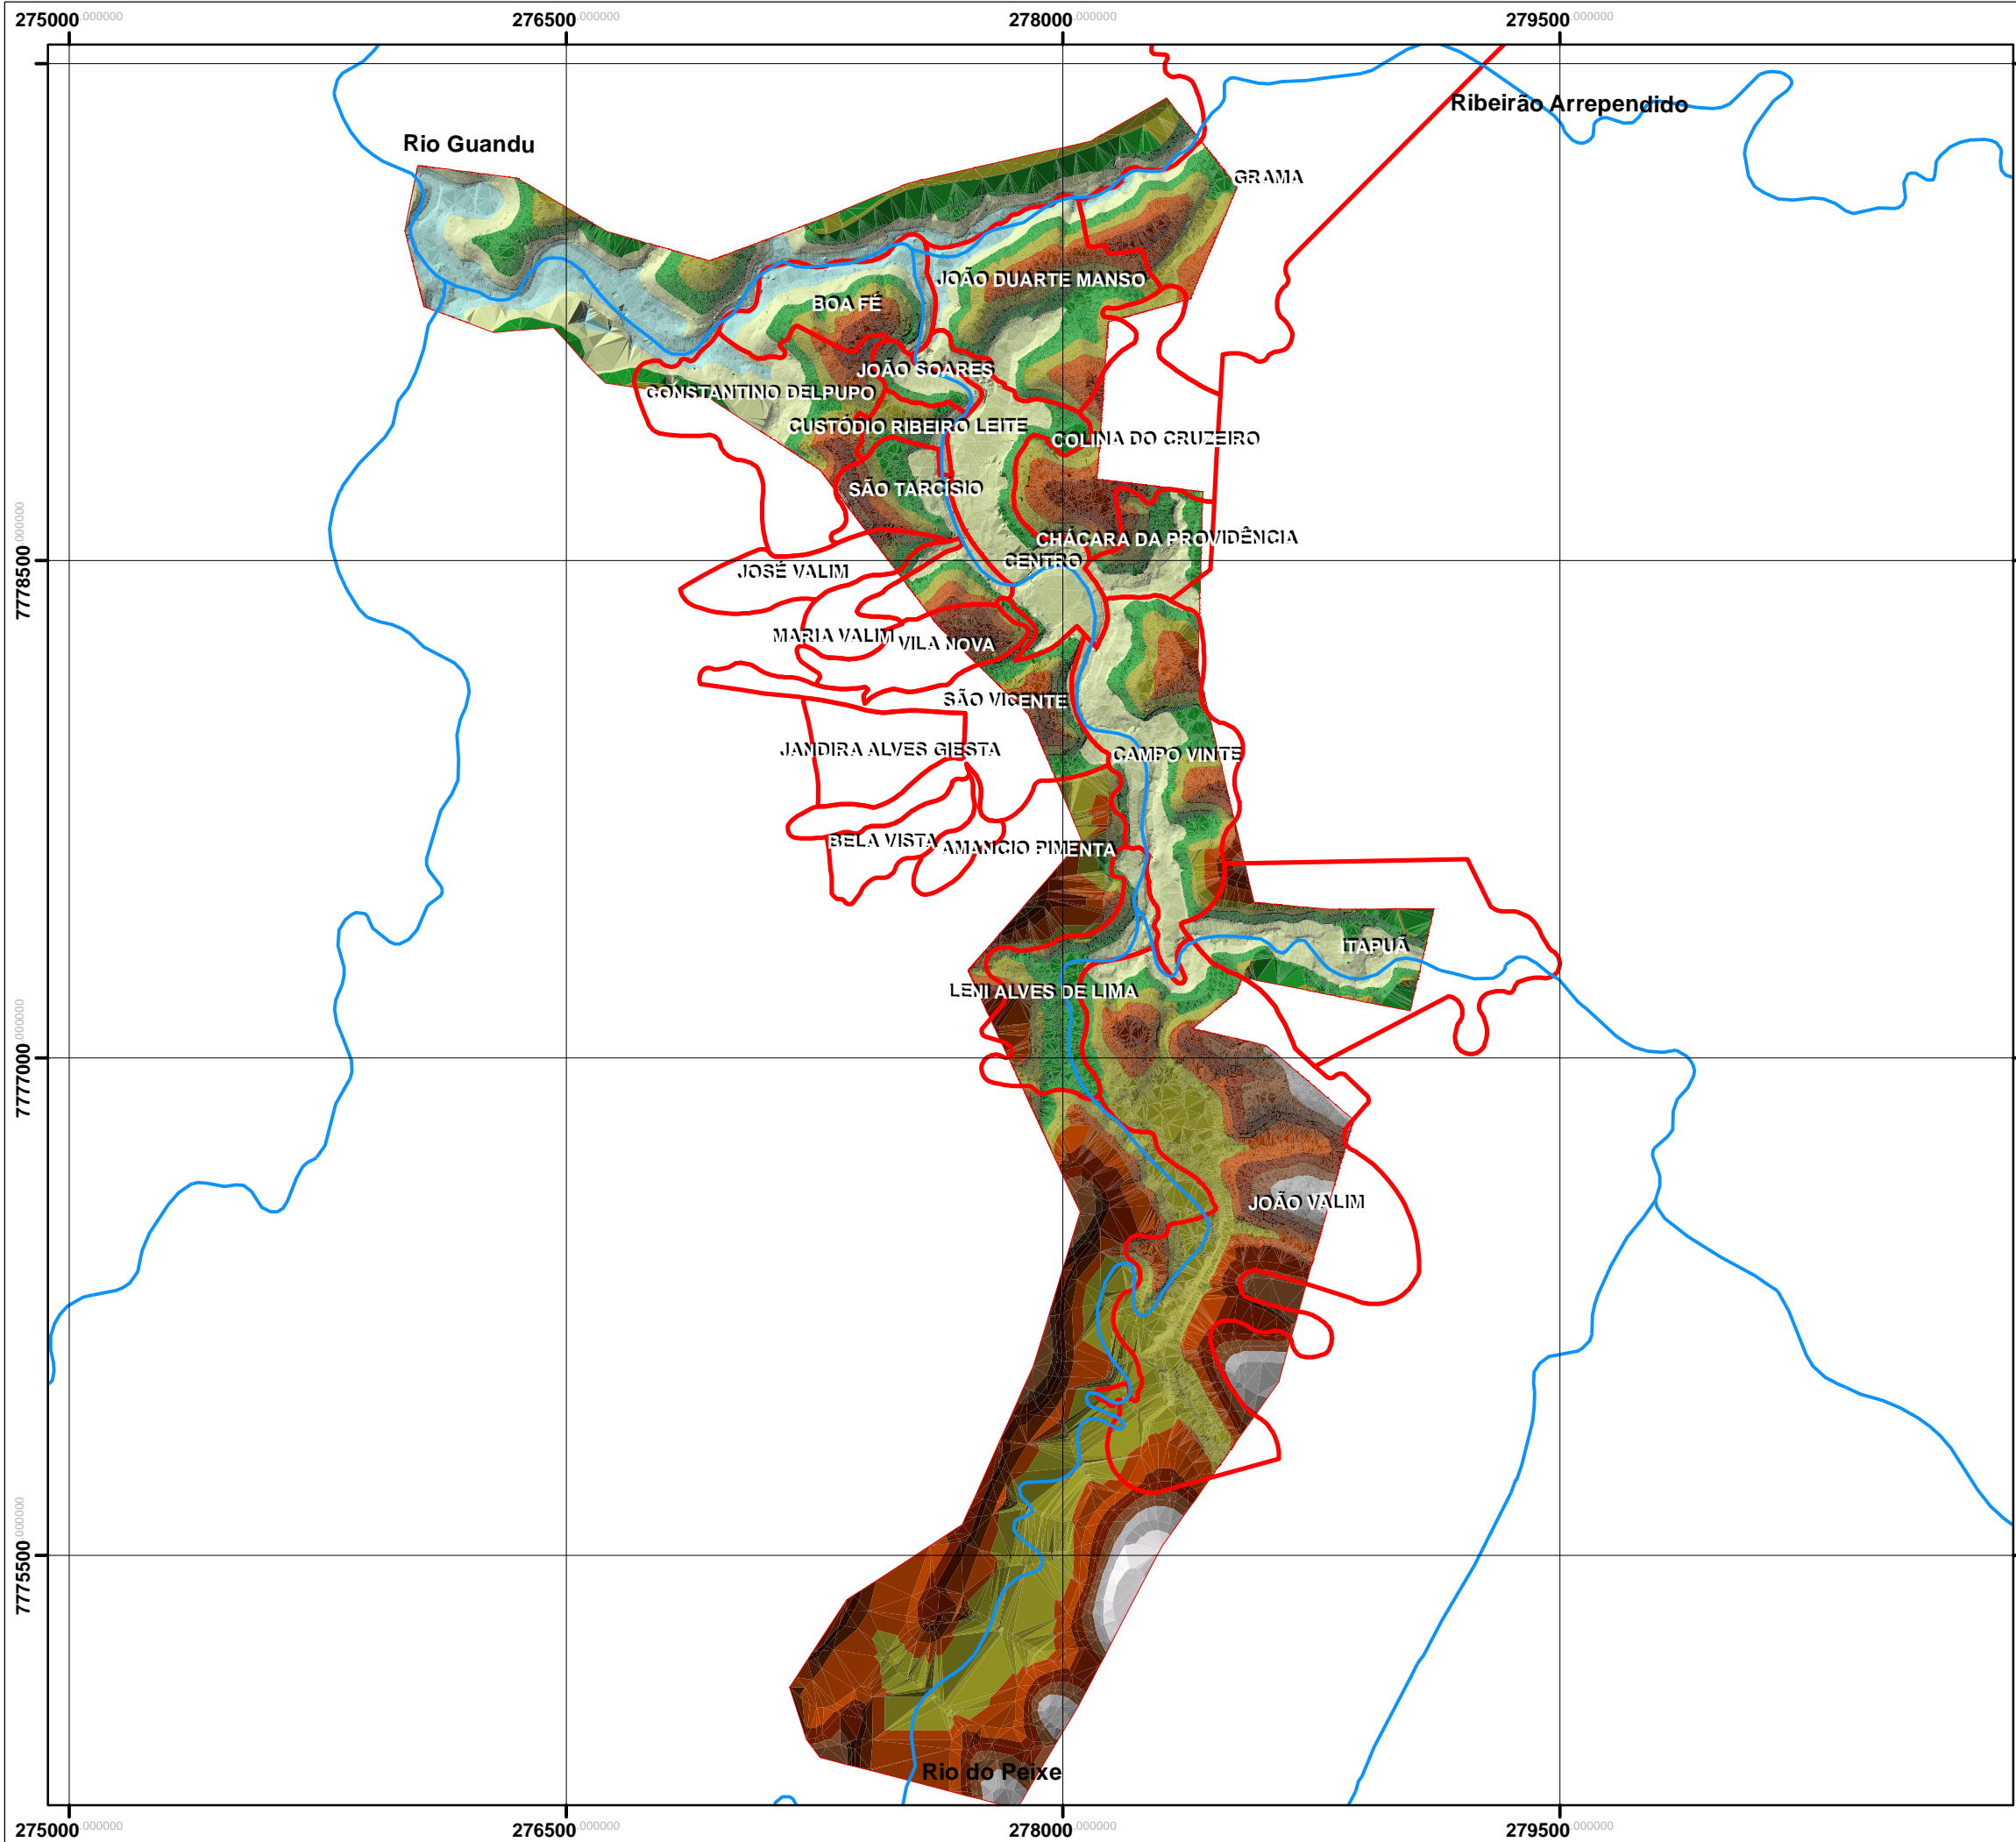 275000.000000 276500.000000 278000.000000 279500.000000
Ribeirão Arrependido
Rio Guandu
GRAMA
JOÃO DUARTE MANSO
BOA FÉ
JOÃO SOARES
CONSTANTINO DELPUPO
CUSTÓDIO RIBEIRO LEITE
COLINA DO CRUZEIRO
SÃO TARCÍSIO
CHÁCARA DA PROVIDÊNCIA
CENTRO
7778500.000000
JOSÉ VALIM
MARIA VALIM
VILA NOVA
SÃO VICENTE
JANDIRA ALVES GIESTA
CAMPO VINTE
BELA VISTA
AMANCIO PIMENTA
ITAPUÃ
LENI ALVES DE LIMA
7777000.000000
JOÃO VALIM
7775500.000000
Rio do Peixe
275000.000000 276500.000000 278000.000000 279500.000000